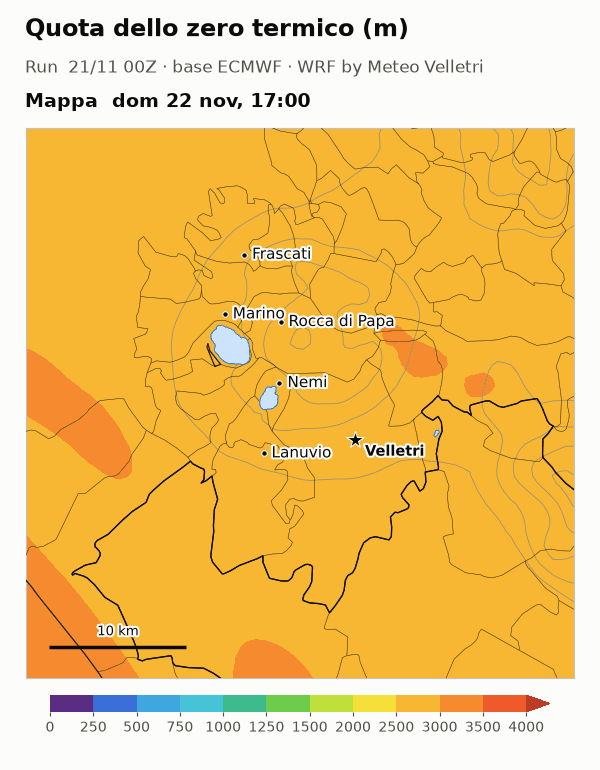 Quota dello zero termico (m)
Run  21/11 00Z · base ECMWF · WRF by Meteo Velletri
Mappa  dom 22 nov, 17:00
Frascati
Marino
Rocca di Papa
Nemi
Velletri
Lanuvio
10 km
0 250 500 750 1000 1250 1500 2000 2500 3000 3500 4000